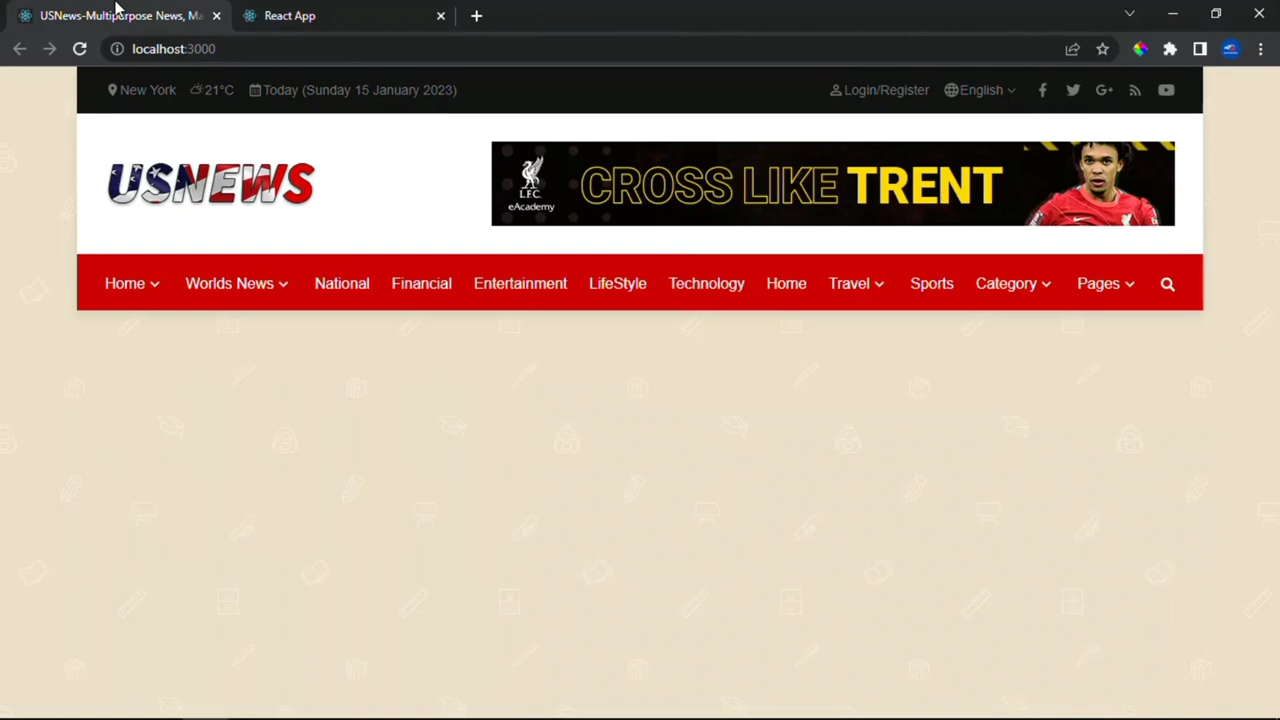 USNews-Multipurpose News, Ma
React App
localhost:3000
New York 21°C Today (Sunday 15 January 2023) Login/Register English
USNEWS
L.F.C.
eAcademy
CROSS LIKE TRENT
Home Worlds News National Financial Entertainment LifeStyle Technology Home Travel Sports Category Pages